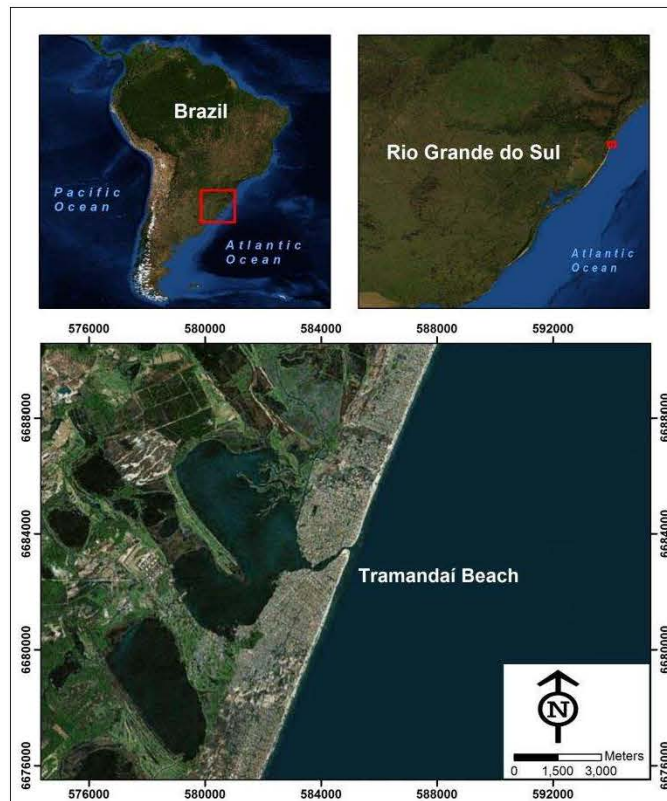 Brazil
Pacific
Ocean
Atlantic
Ocean
Rio Grande do Sul
Atlantic
Ocean
576000 580000 584000 588000 592000
6688000 6688000
6684000 6684000
Tramandaí Beach
6680000 6680000
N
Meters
0 1,500 3,000
6676000 6676000
576000 580000 584000 588000 592000